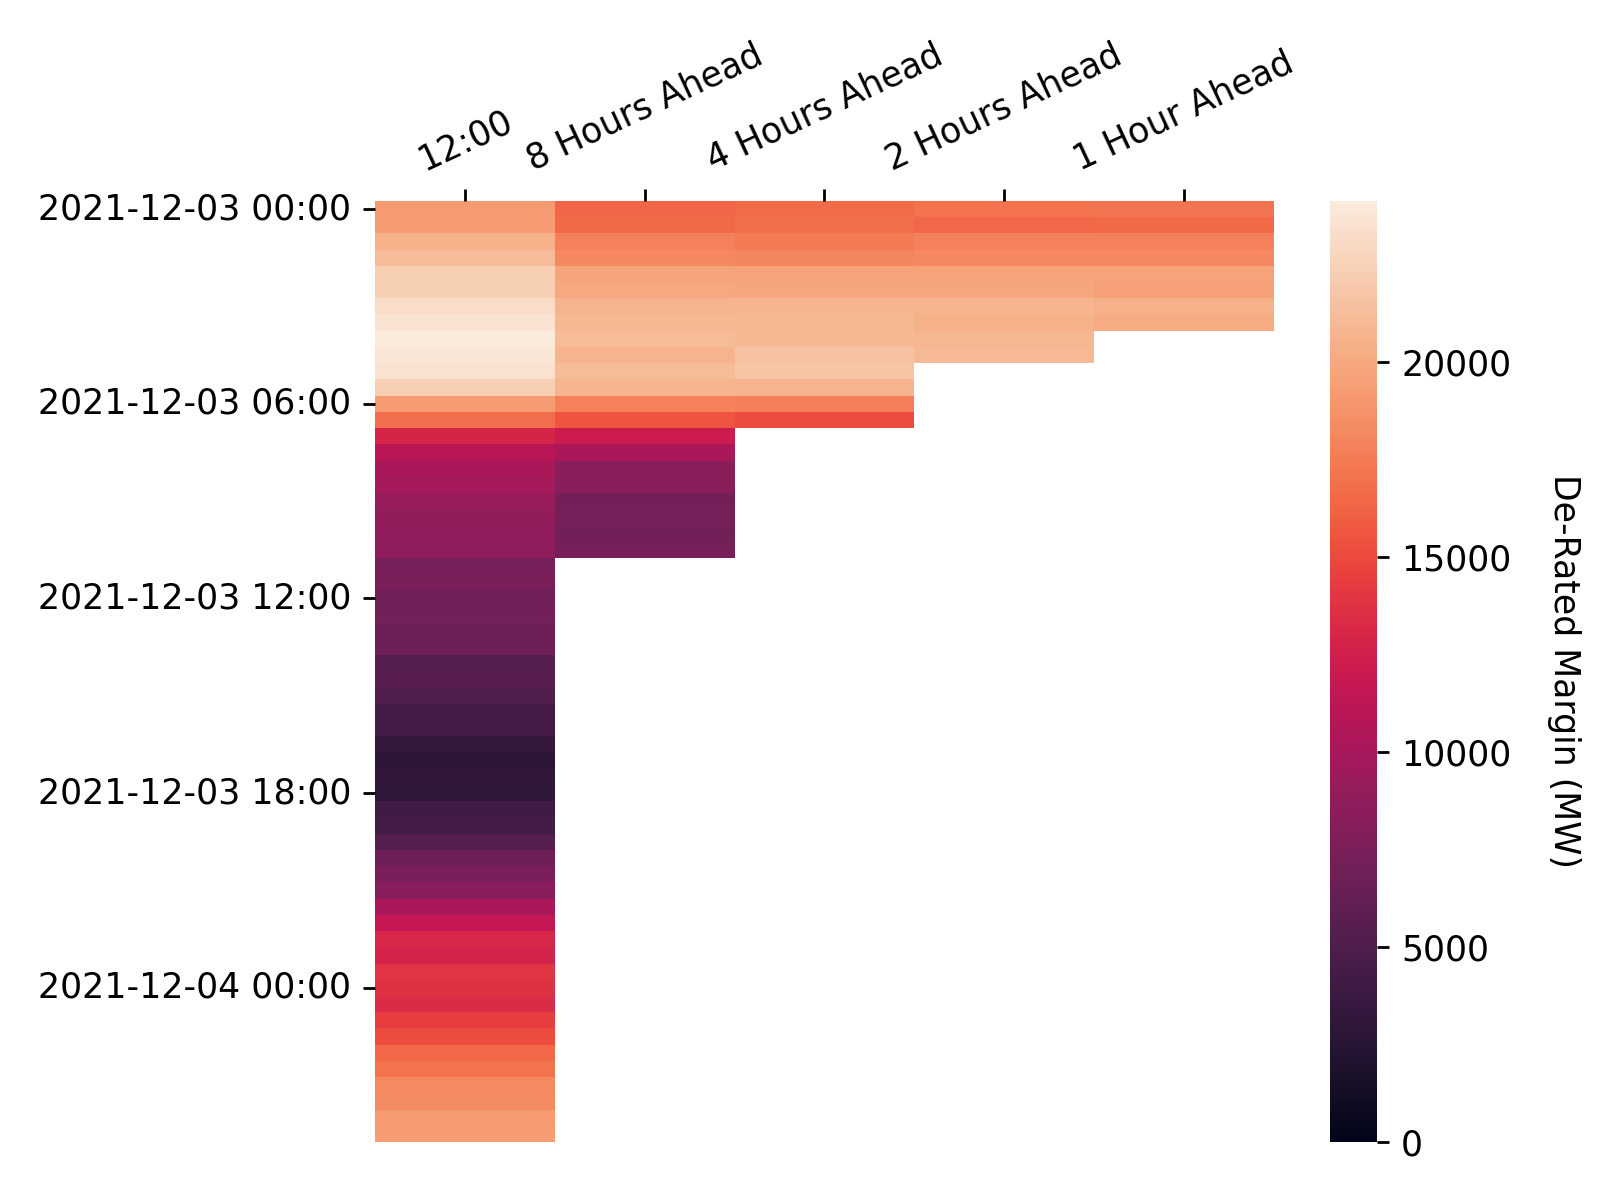 12:00
8 Hours Ahead
4 Hours Ahead
2 Hours Ahead
1 Hour Ahead
2021-12-03 00:00
2021-12-03 06:00
2021-12-03 12:00
2021-12-03 18:00
2021-12-04 00:00
20000
15000
10000
5000
0
De-Rated Margin (MW)